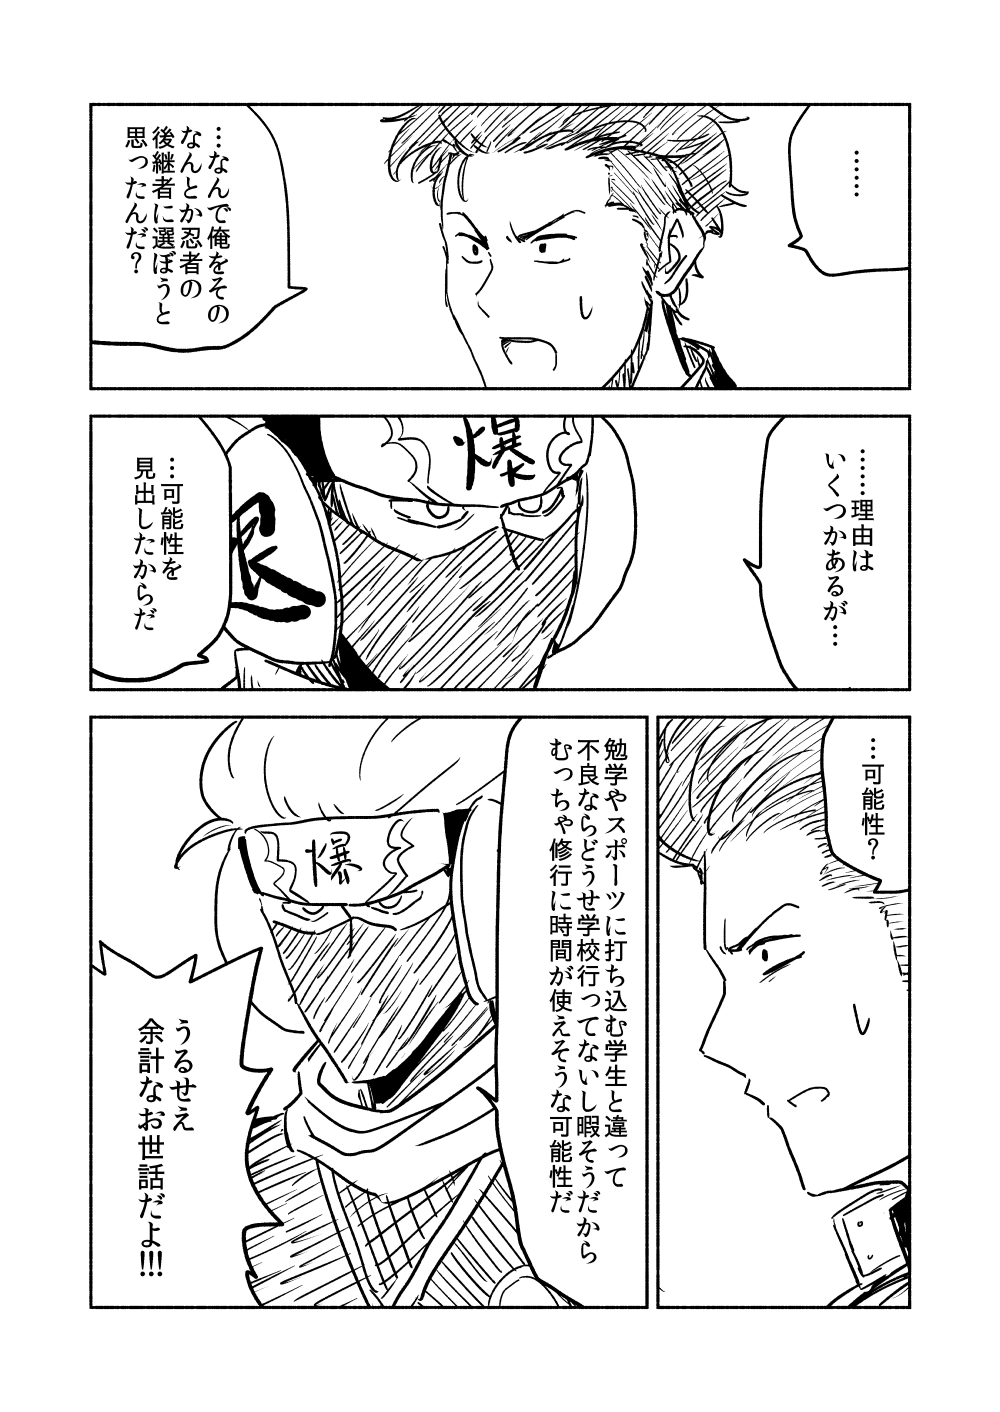 ……
…なんで俺をその
なんとか忍者の
後継者に選ぼうと
思ったんだ？
……理由は
いくつかあるが…
爆
忍
…可能性を
見出したからだ
…可能性？
勉学やスポーツに打ち込む学生と違って
不良ならどうせ学校行ってないし暇そうだから
むっちゃ修行に時間が使えそうな可能性だ
爆
うるせえ
余計なお世話だよ!!!